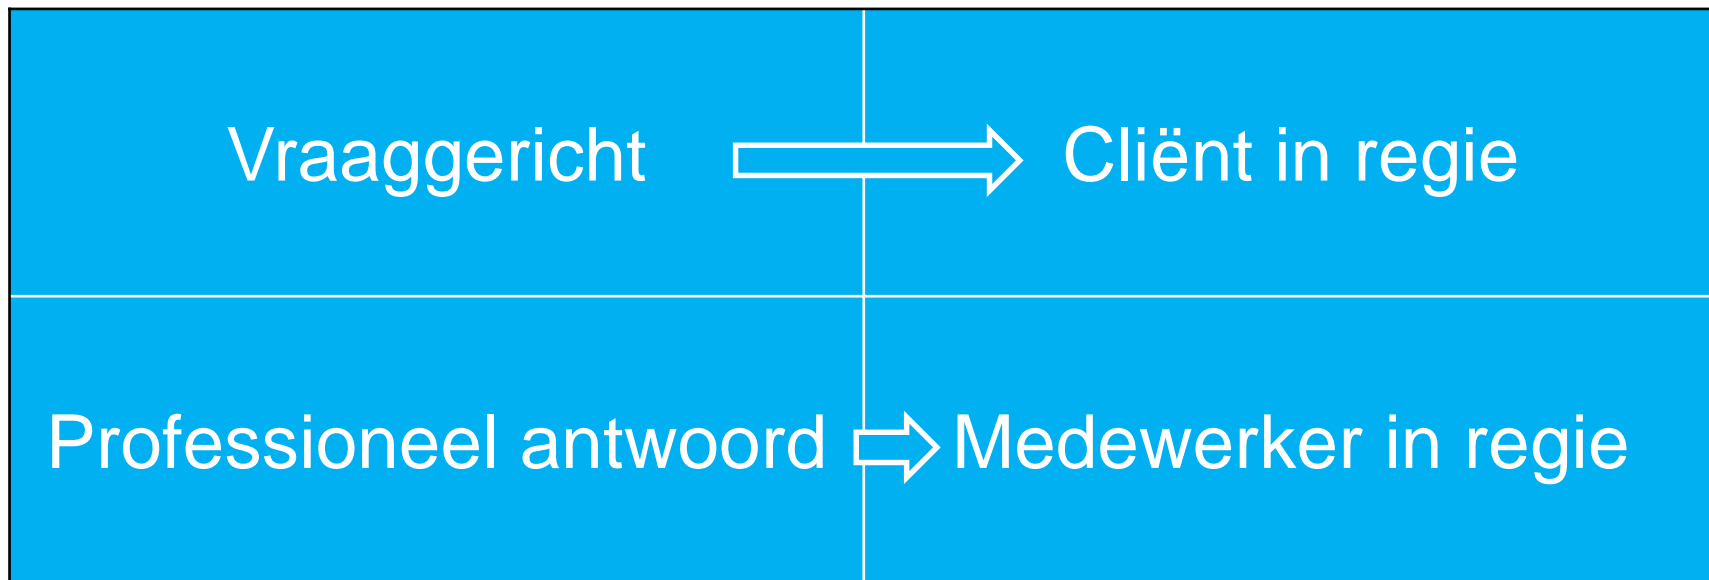 Vraaggericht Cliënt in regie
Professioneel antwoord Medewerker in regie